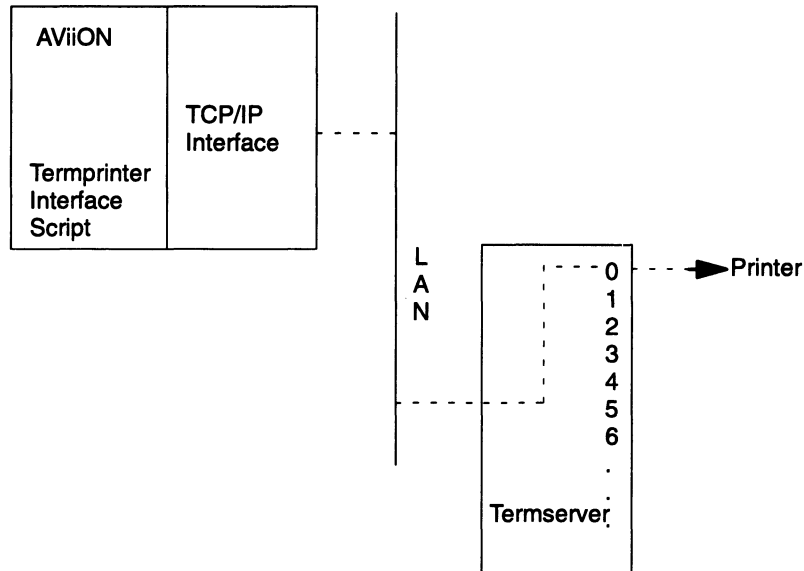 AViiON
TCP/IP
Interface
Termprinter
Interface
Script
L
A
N
0
1
2
3
4
5
6
.
.
.
Printer
Termserver